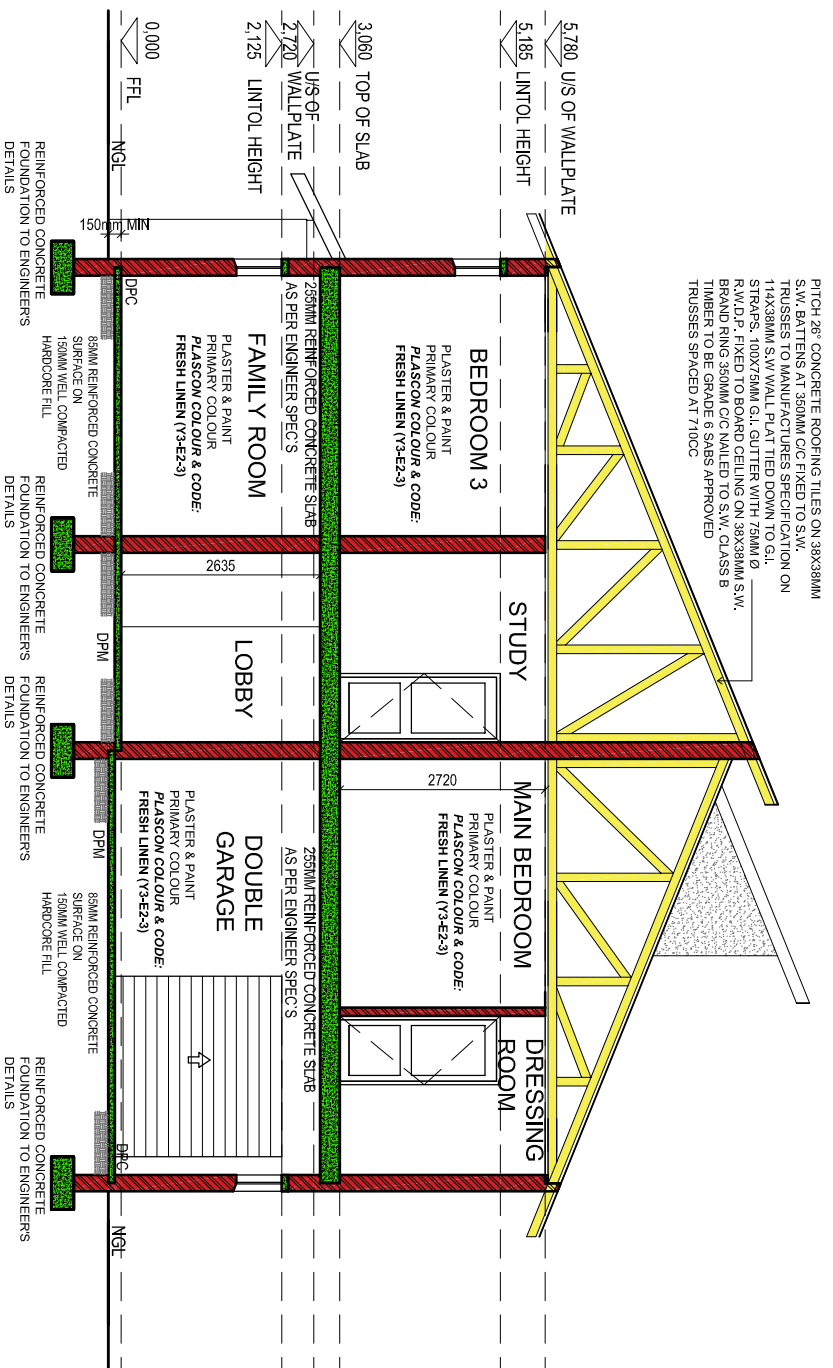 PITCH 26° CONCRETE ROOFING TILES ON 38X38MM
S.W. BATTENS AT 350MM C/C FIXED TO S.W.
TRUSSES TO MANUFACTURES SPECIFICATION ON
114X38MM S.W WALL PLAT TIED DOWN TO G.I.
STRAPS. 100X75MM G.I. GUTTER WITH 75MM Ø
R.W.D.P. FIXED TO BOARD CEILING ON 38X38MM S.W.
BRAND RING 350MM C/C NAILED TO S.W. CLASS B
TIMBER TO BE GRADE 6 SABS APPROVED
TRUSSES SPACED AT 710CC
5,780 U/S OF WALLPLATE
5,185 LINTOL HEIGHT
3,060 TOP OF SLAB
2,720 U/S OF
WALLPLATE
2,125 LINTOL HEIGHT
0,000 FFL
NGL
150mm MIN
BEDROOM 3
PLASTER & PAINT
PRIMARY COLOUR
PLASCON COLOUR & CODE:
FRESH LINEN (Y3-E2-3)
STUDY
2720
MAIN BEDROOM
PLASTER & PAINT
PRIMARY COLOUR
PLASCON COLOUR & CODE:
FRESH LINEN (Y3-E2-3)
DRESSING
ROOM
255MM REINFORCED CONCRETE SLAB
AS PER ENGINEER SPEC'S
FAMILY ROOM
PLASTER & PAINT
PRIMARY COLOUR
PLASCON COLOUR & CODE:
FRESH LINEN (Y3-E2-3)
2635
LOBBY
255MM REINFORCED CONCRETE SLAB
AS PER ENGINEER SPEC'S
DOUBLE
GARAGE
PLASTER & PAINT
PRIMARY COLOUR
PLASCON COLOUR & CODE:
FRESH LINEN (Y3-E2-3)
DPC
DPM
DPM
DPC
NGL
85MM REINFORCED CONCRETE
SURFACE ON
150MM WELL COMPACTED
HARDCORE FILL
85MM REINFORCED CONCRETE
SURFACE ON
150MM WELL COMPACTED
HARDCORE FILL
REINFORCED CONCRETE
FOUNDATION TO ENGINEER'S
DETAILS
REINFORCED CONCRETE
FOUNDATION TO ENGINEER'S
DETAILS
REINFORCED CONCRETE
FOUNDATION TO ENGINEER'S
DETAILS
REINFORCED CONCRETE
FOUNDATION TO ENGINEER'S
DETAILS